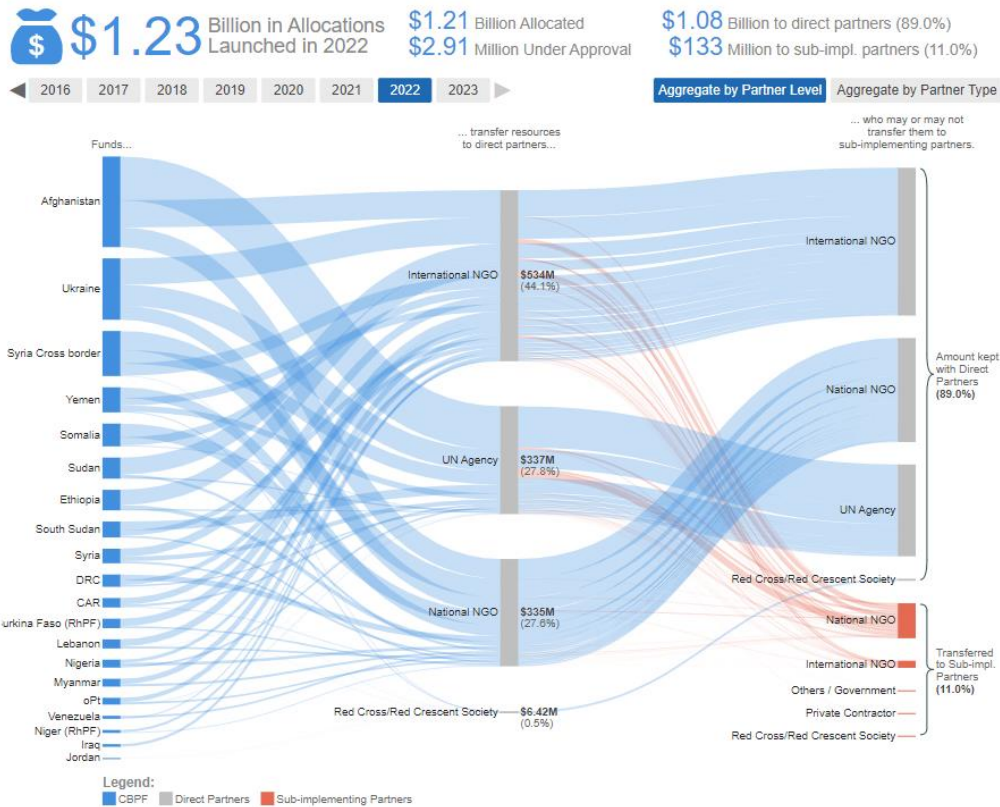 $1.23 Billion in Allocations
Launched in 2022
$1.21 Billion Allocated
$2.91 Million Under Approval
$1.08 Billion to direct partners (89.0%)
$133 Million to sub-impl. partners (11.0%)
2016 2017 2018 2019 2020 2021 2022 2023
Aggregate by Partner Level Aggregate by Partner Type
Funds...
... transfer resources
to direct partners...
... who may or may not
transfer them to
sub-implementing partners.
Afghanistan
Ukraine
Syria Cross border
Yemen
Somalia
Sudan
Ethiopia
South Sudan
Syria
DRC
CAR
urkina Faso (RhPF)
Lebanon
Nigeria
Myanmar
oPt
Venezuela
Niger (RhPF)
Iraq
Jordan
International NGO
$534M
(44.1%)
UN Agency
$337M
(27.8%)
National NGO
$335M
(27.6%)
Red Cross/Red Crescent Society
$6.42M
(0.5%)
International NGO
National NGO
UN Agency
Red Cross/Red Crescent Society
Amount kept
with Direct
Partners
(89.0%)
National NGO
International NGO
Others / Government
Private Contractor
Red Cross/Red Crescent Society
Transferred
to Sub-impl.
Partners
(11.0%)
Legend:
CBPF Direct Partners Sub-implementing Partners